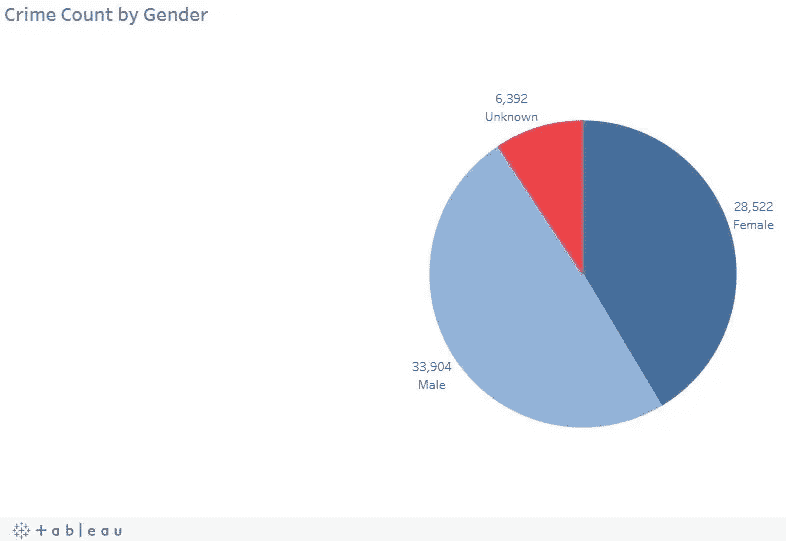 Crime Count by Gender
6,392
Unknown
28,522
Female
33,904
Male
+ableau